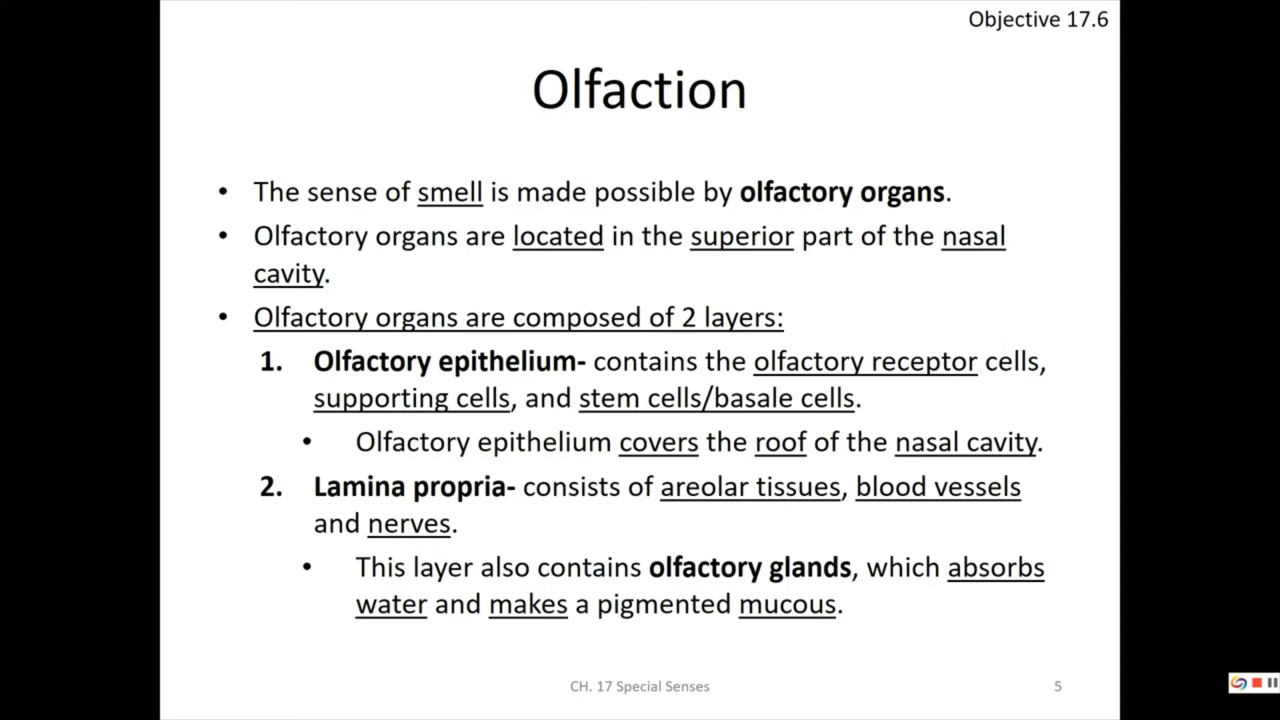 Objective 17.6
Olfaction
• The sense of smell is made possible by olfactory organs.
• Olfactory organs are located in the superior part of the nasal
cavity.
• Olfactory organs are composed of 2 layers:
1. Olfactory epithelium- contains the olfactory receptor cells,
supporting cells, and stem cells/basale cells.
• Olfactory epithelium covers the roof of the nasal cavity.
2. Lamina propria- consists of areolar tissues, blood vessels
and nerves.
• This layer also contains olfactory glands, which absorbs
water and makes a pigmented mucous.
CH. 17 Special Senses
5